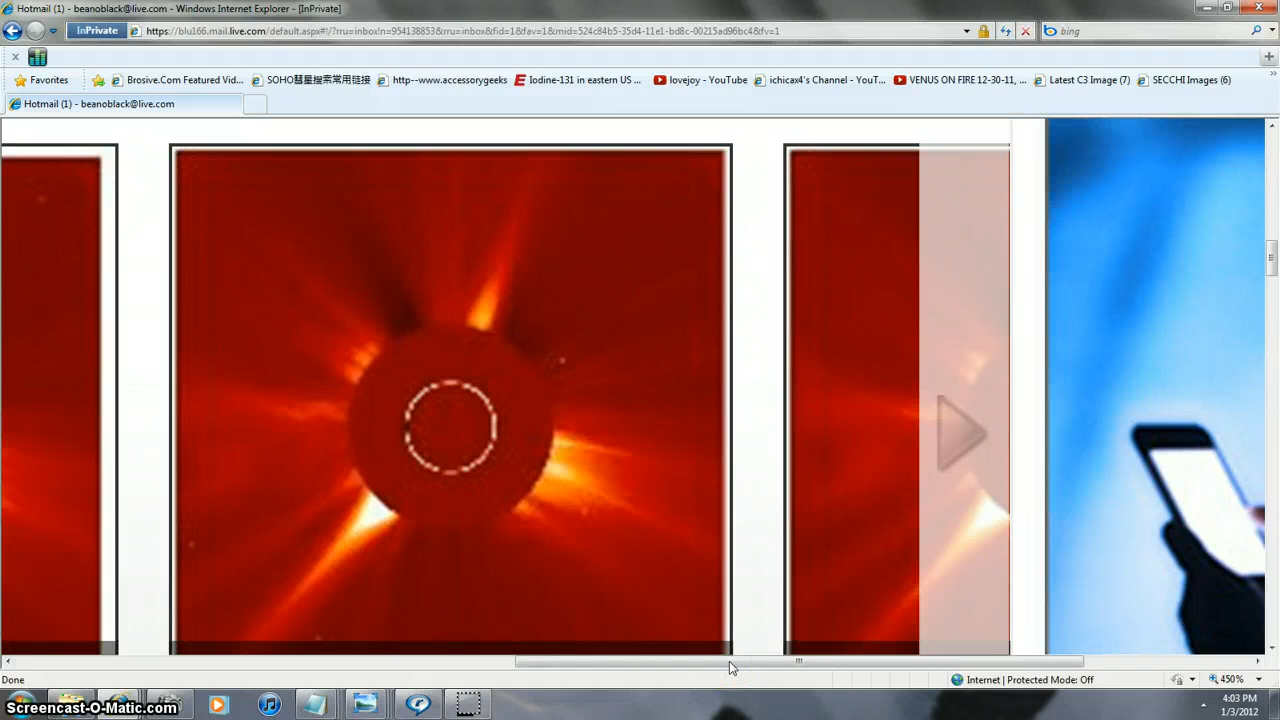 Hotmail (1) - beanoblack@live.com - Windows Internet Explorer - [InPrivate]
InPrivate https://blu166.mail.live.com/default.aspx#!/?rru=inbox!n=954138853&rru=inbox&fid=1&fav=1&mid=524c84b5-35d4-11e1-bd8c-00215ad96bc4&fv=1 bing
Favorites Brosive.Com Featured Vid... SOHO彗星搜索常用链接 http--www.accessorygeeks Iodine-131 in eastern US ... lovejoy - YouTube ichicax4's Channel - YouT... VENUS ON FIRE 12-30-11, ... Latest C3 Image (7) SECCHI Images (6)
Hotmail (1) - beanoblack@live.com
Done Internet | Protected Mode: Off 450%
Screencast-O-Matic.com 4:03 PM
1/3/2012